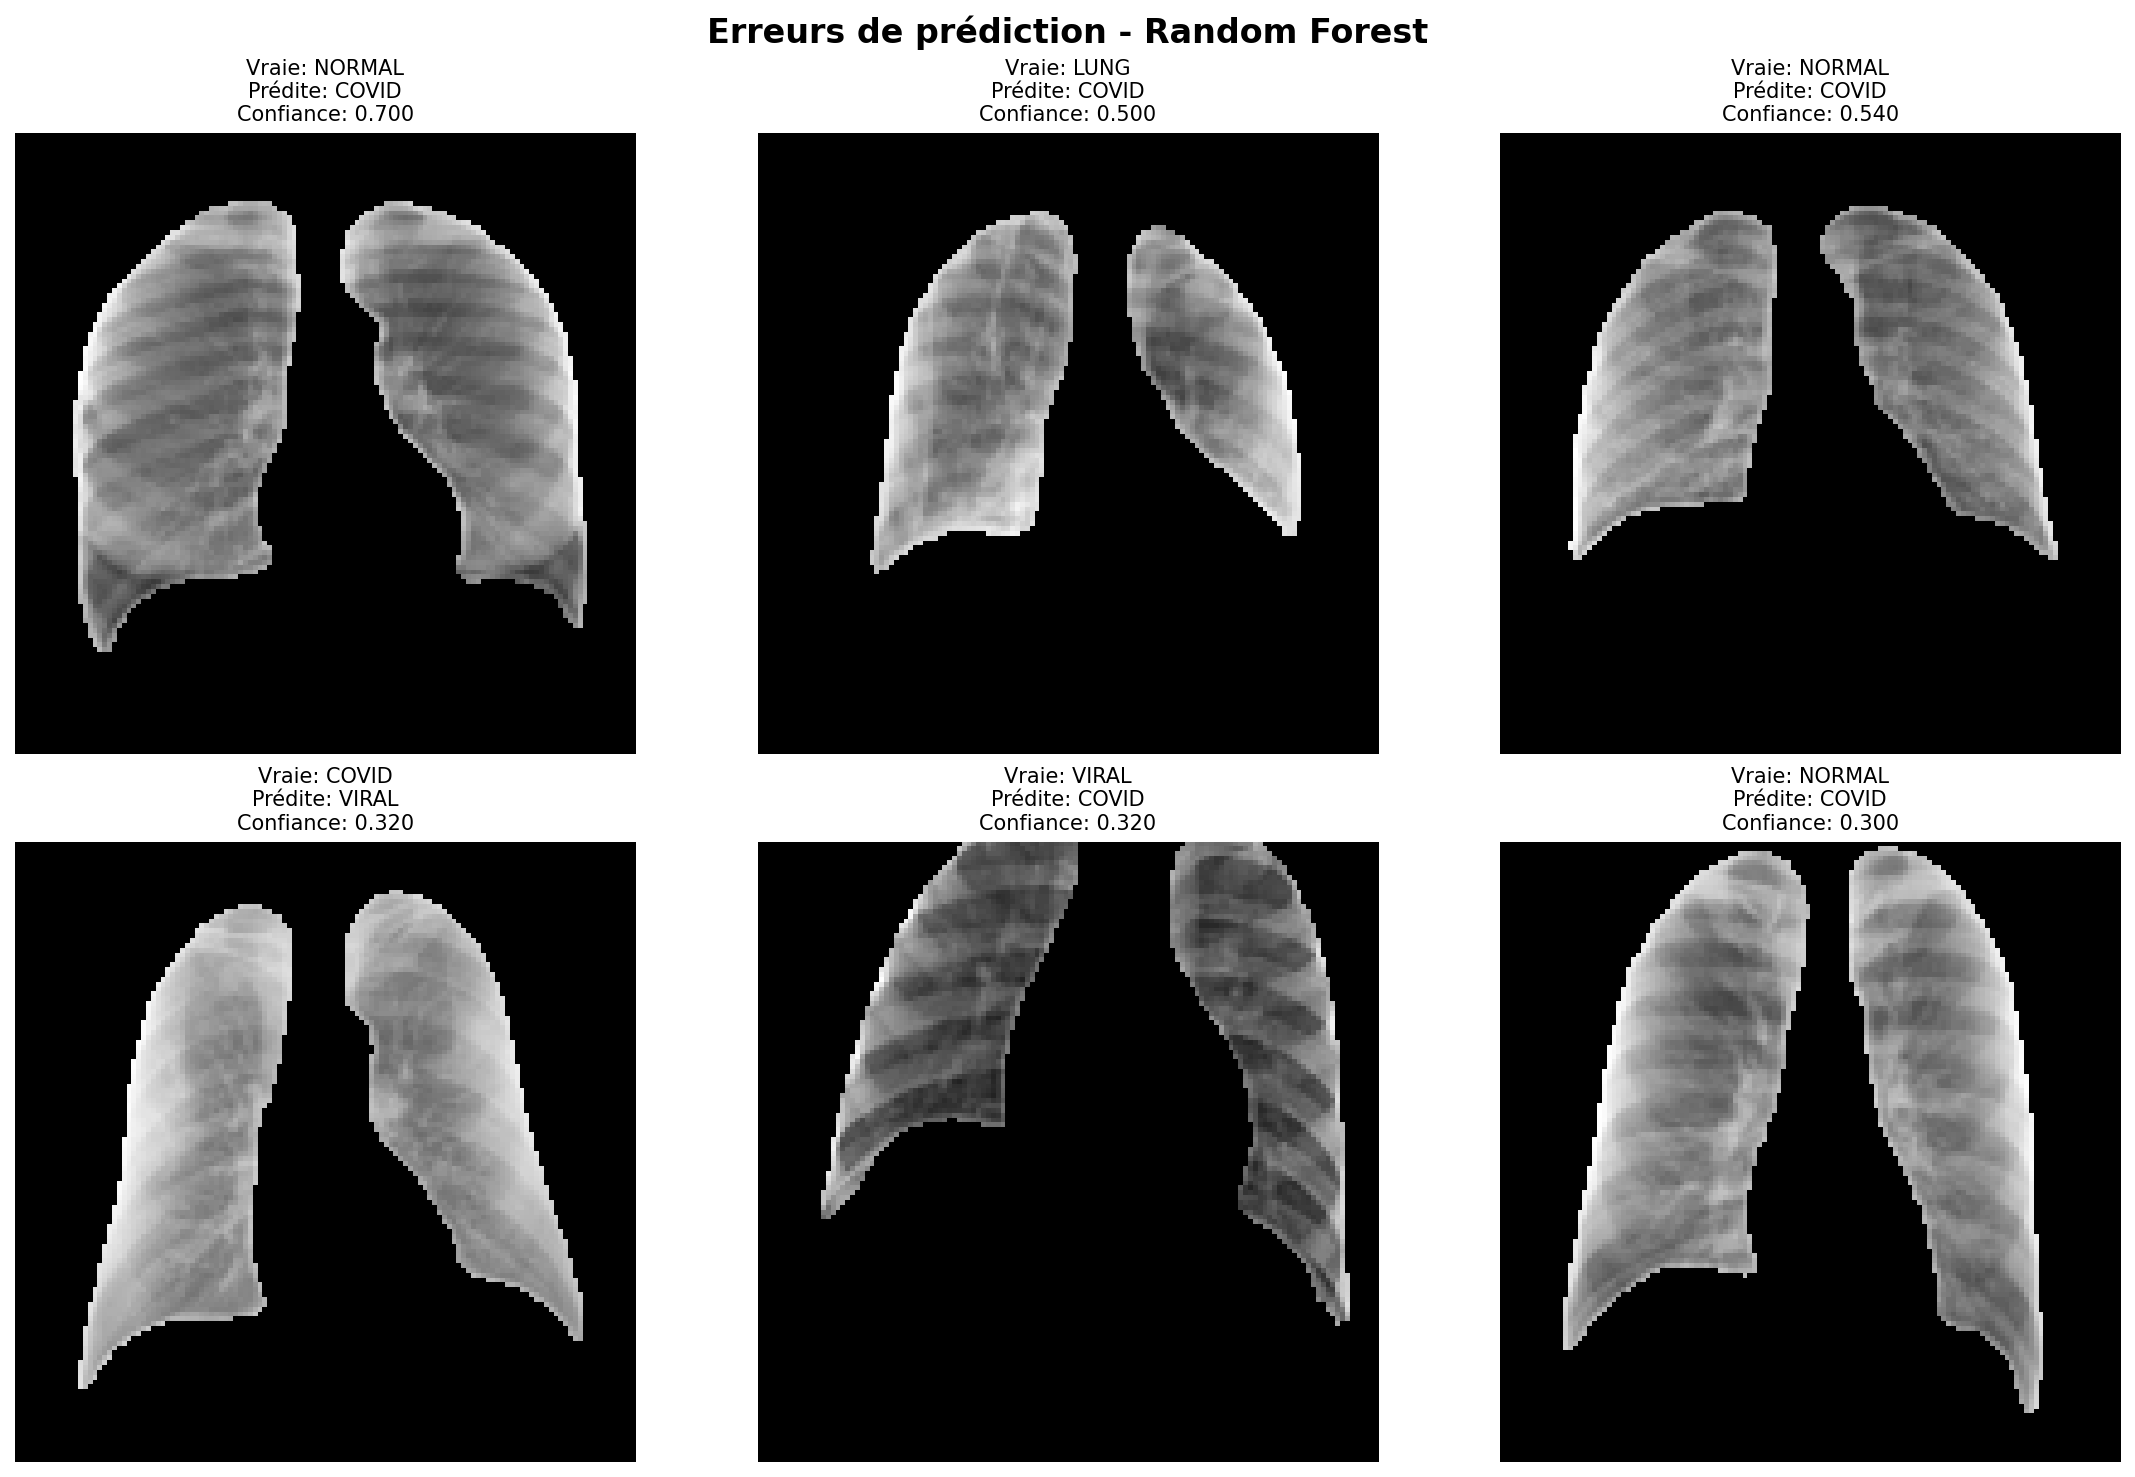 Erreurs de prédiction - Random Forest
Vraie: NORMAL
Prédite: COVID
Confiance: 0.700
Vraie: LUNG
Prédite: COVID
Confiance: 0.500
Vraie: NORMAL
Prédite: COVID
Confiance: 0.540
Vraie: COVID
Prédite: VIRAL
Confiance: 0.320
Vraie: VIRAL
Prédite: COVID
Confiance: 0.320
Vraie: NORMAL
Prédite: COVID
Confiance: 0.300